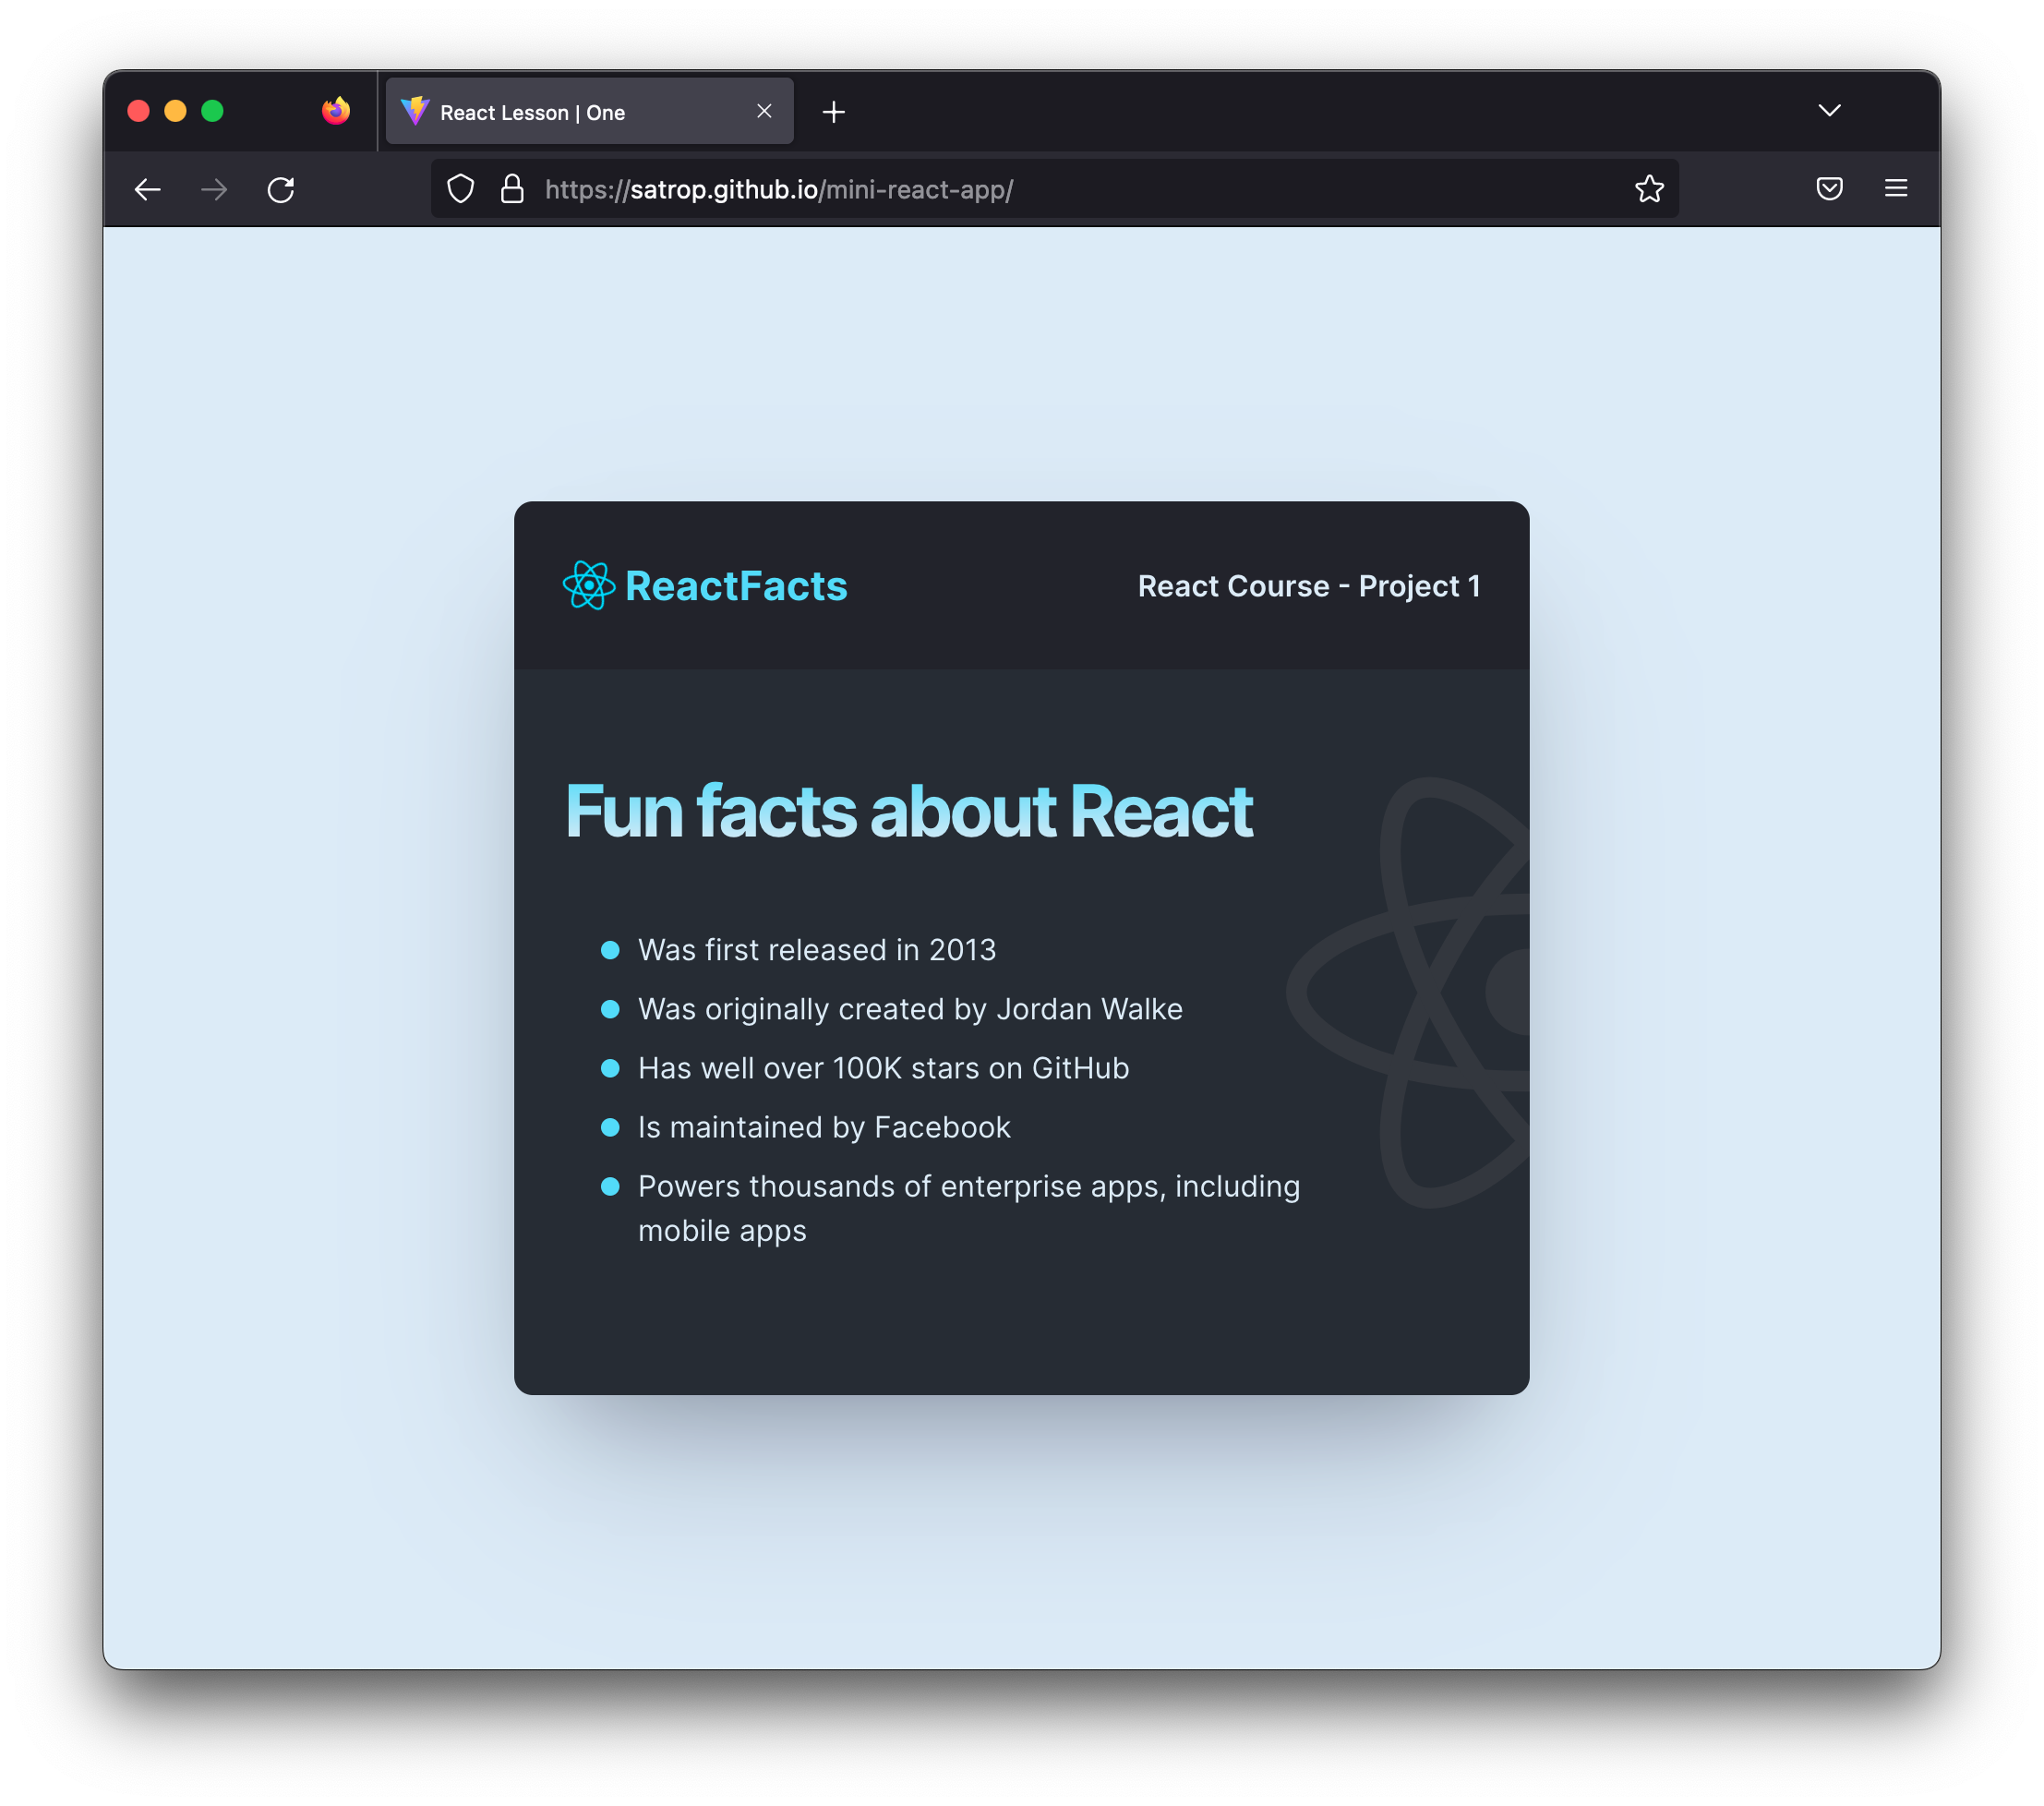 React Lesson | One
https://satrop.github.io/mini-react-app/
ReactFacts
React Course - Project 1
Fun facts about React
Was first released in 2013
Was originally created by Jordan Walke
Has well over 100K stars on GitHub
Is maintained by Facebook
Powers thousands of enterprise apps, including
mobile apps